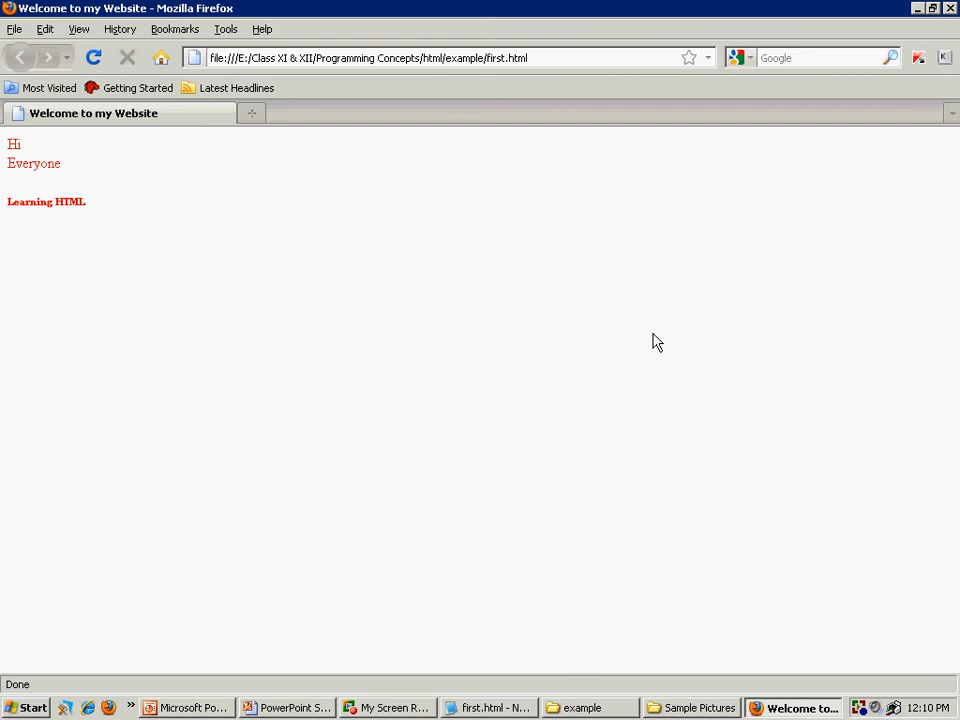 Welcome to my Website - Mozilla Firefox
File Edit View History Bookmarks Tools Help
file:///E:/Class XI & XII/Programming Concepts/html/example/first.html Google
Most Visited Getting Started Latest Headlines
Welcome to my Website
Hi
Everyone
Learning HTML
Done
Start » Microsoft Po... PowerPoint S... My Screen R... first.html - N... example Sample Pictures Welcome to... 12:10 PM